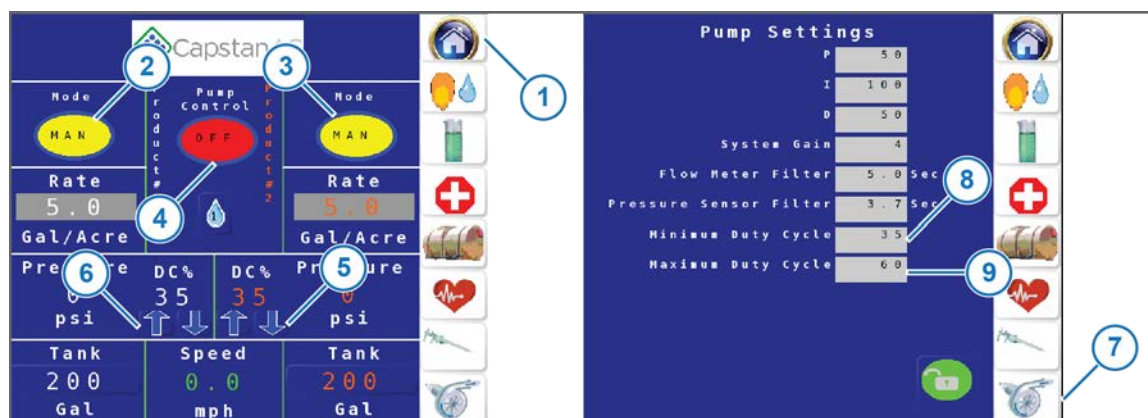 Capstan
Mode
Pump
Control
Product#
Product#2
Mode
MAN
OFF
MAN
Rate
5.0
Gal/Acre
1
Rate
5.0
Gal/Acre
DC%
35
DC%
35
0
psi
psi
Tank
200
Gal
Speed
0.0
mph
Tank
200
Gal
1
2
3
4
5
6
Pump Settings
P 50
I 100
D 50
System Gain 4
Flow Meter Filter 5.0 Sec
Pressure Sensor Filter 3.7 Sec
Minimum Duty Cycle 35
Maximum Duty Cycle 60
7
8
9